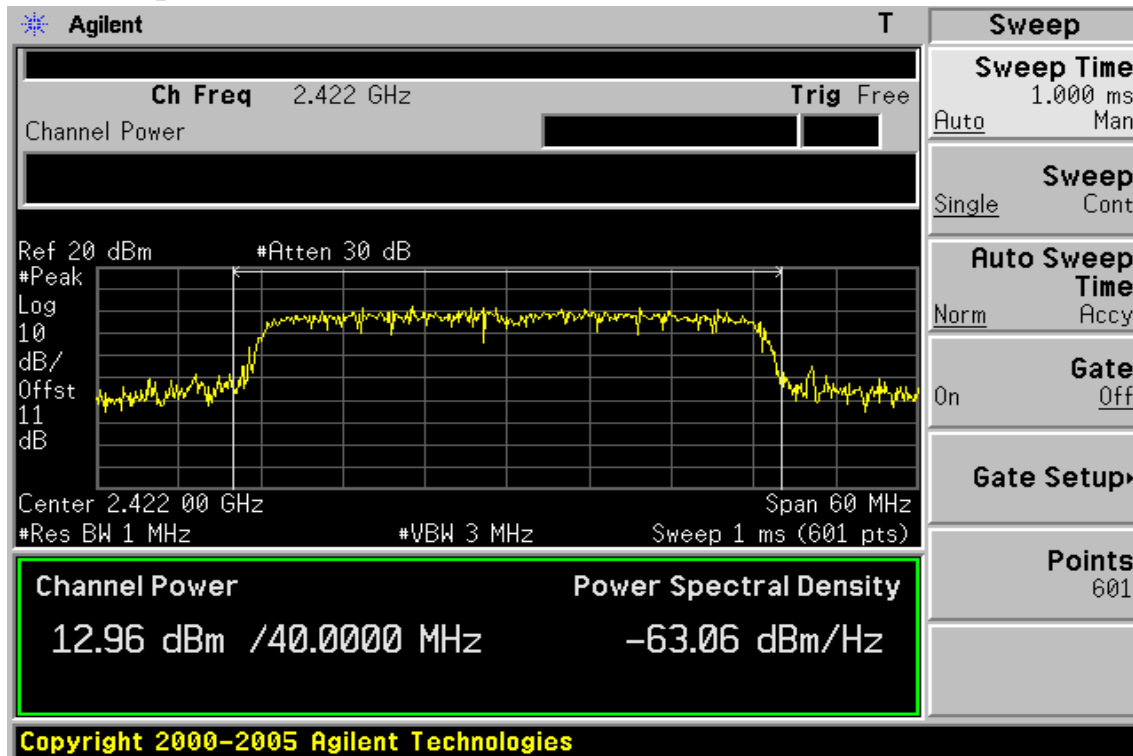 Agilent T
Ch Freq 2.422 GHz Trig Free
Channel Power
Ref 20 dBm #Atten 30 dB
#Peak
Log
10
dB/
Offst
11
dB
Center 2.422 00 GHz Span 60 MHz
#Res BW 1 MHz #VBW 3 MHz Sweep 1 ms (601 pts)
Channel Power Power Spectral Density
12.96 dBm /40.0000 MHz -63.06 dBm/Hz
Copyright 2000-2005 Agilent Technologies
Sweep
Sweep Time
1.000 ms
Auto Man
Sweep
Single Cont
Auto Sweep
Time
Norm Accy
Gate
On Off
Gate Setup
Points
601